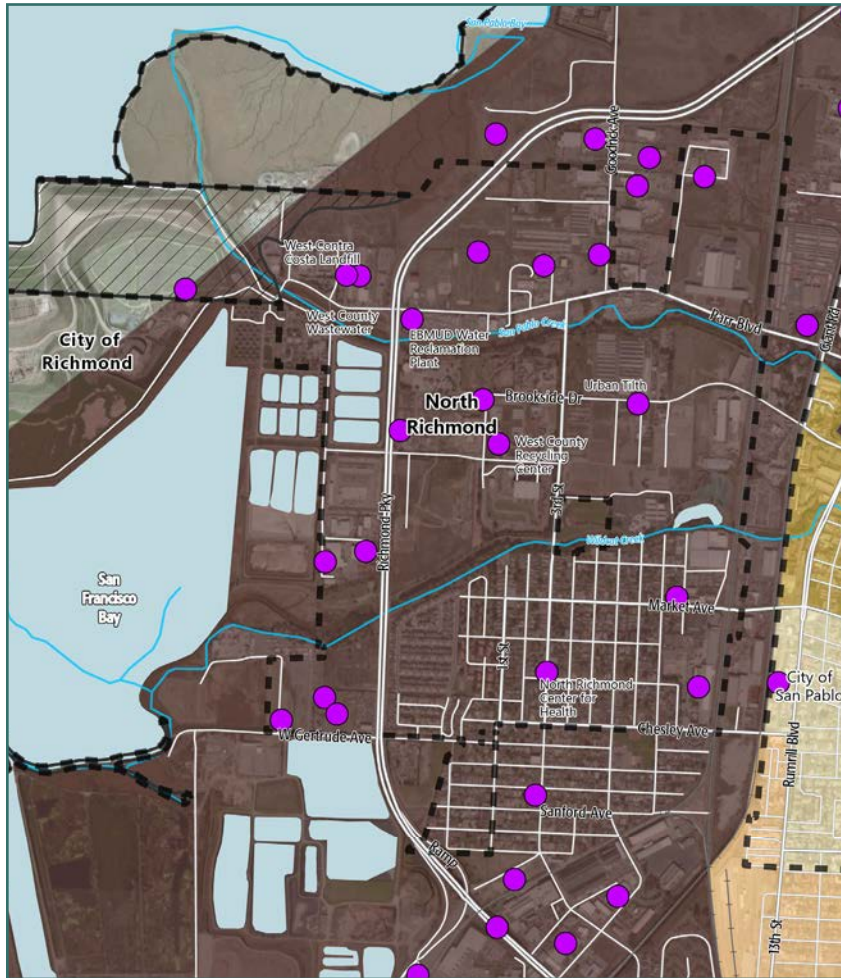 San Pablo Bay
Goodrick Ave
West Contra
Costa Landfill
West County
Wastewater
City of
Richmond
EBMUD Water
Reclamation
Plant
San Pablo Creek
Parr Blvd
Giant Rd
Urban Tilth
North
Richmond
Brookside Dr
West County
Recycling
Center
3rd St
Richmond Pky
Wildcat Creek
San
Francisco
Bay
Market Ave
1st St
North Richmond
Center for
Health
City of
San Pablo
Chesley Ave
W Gertrude Ave
Rumrill Blvd
Sanford Ave
Ramp
13th St